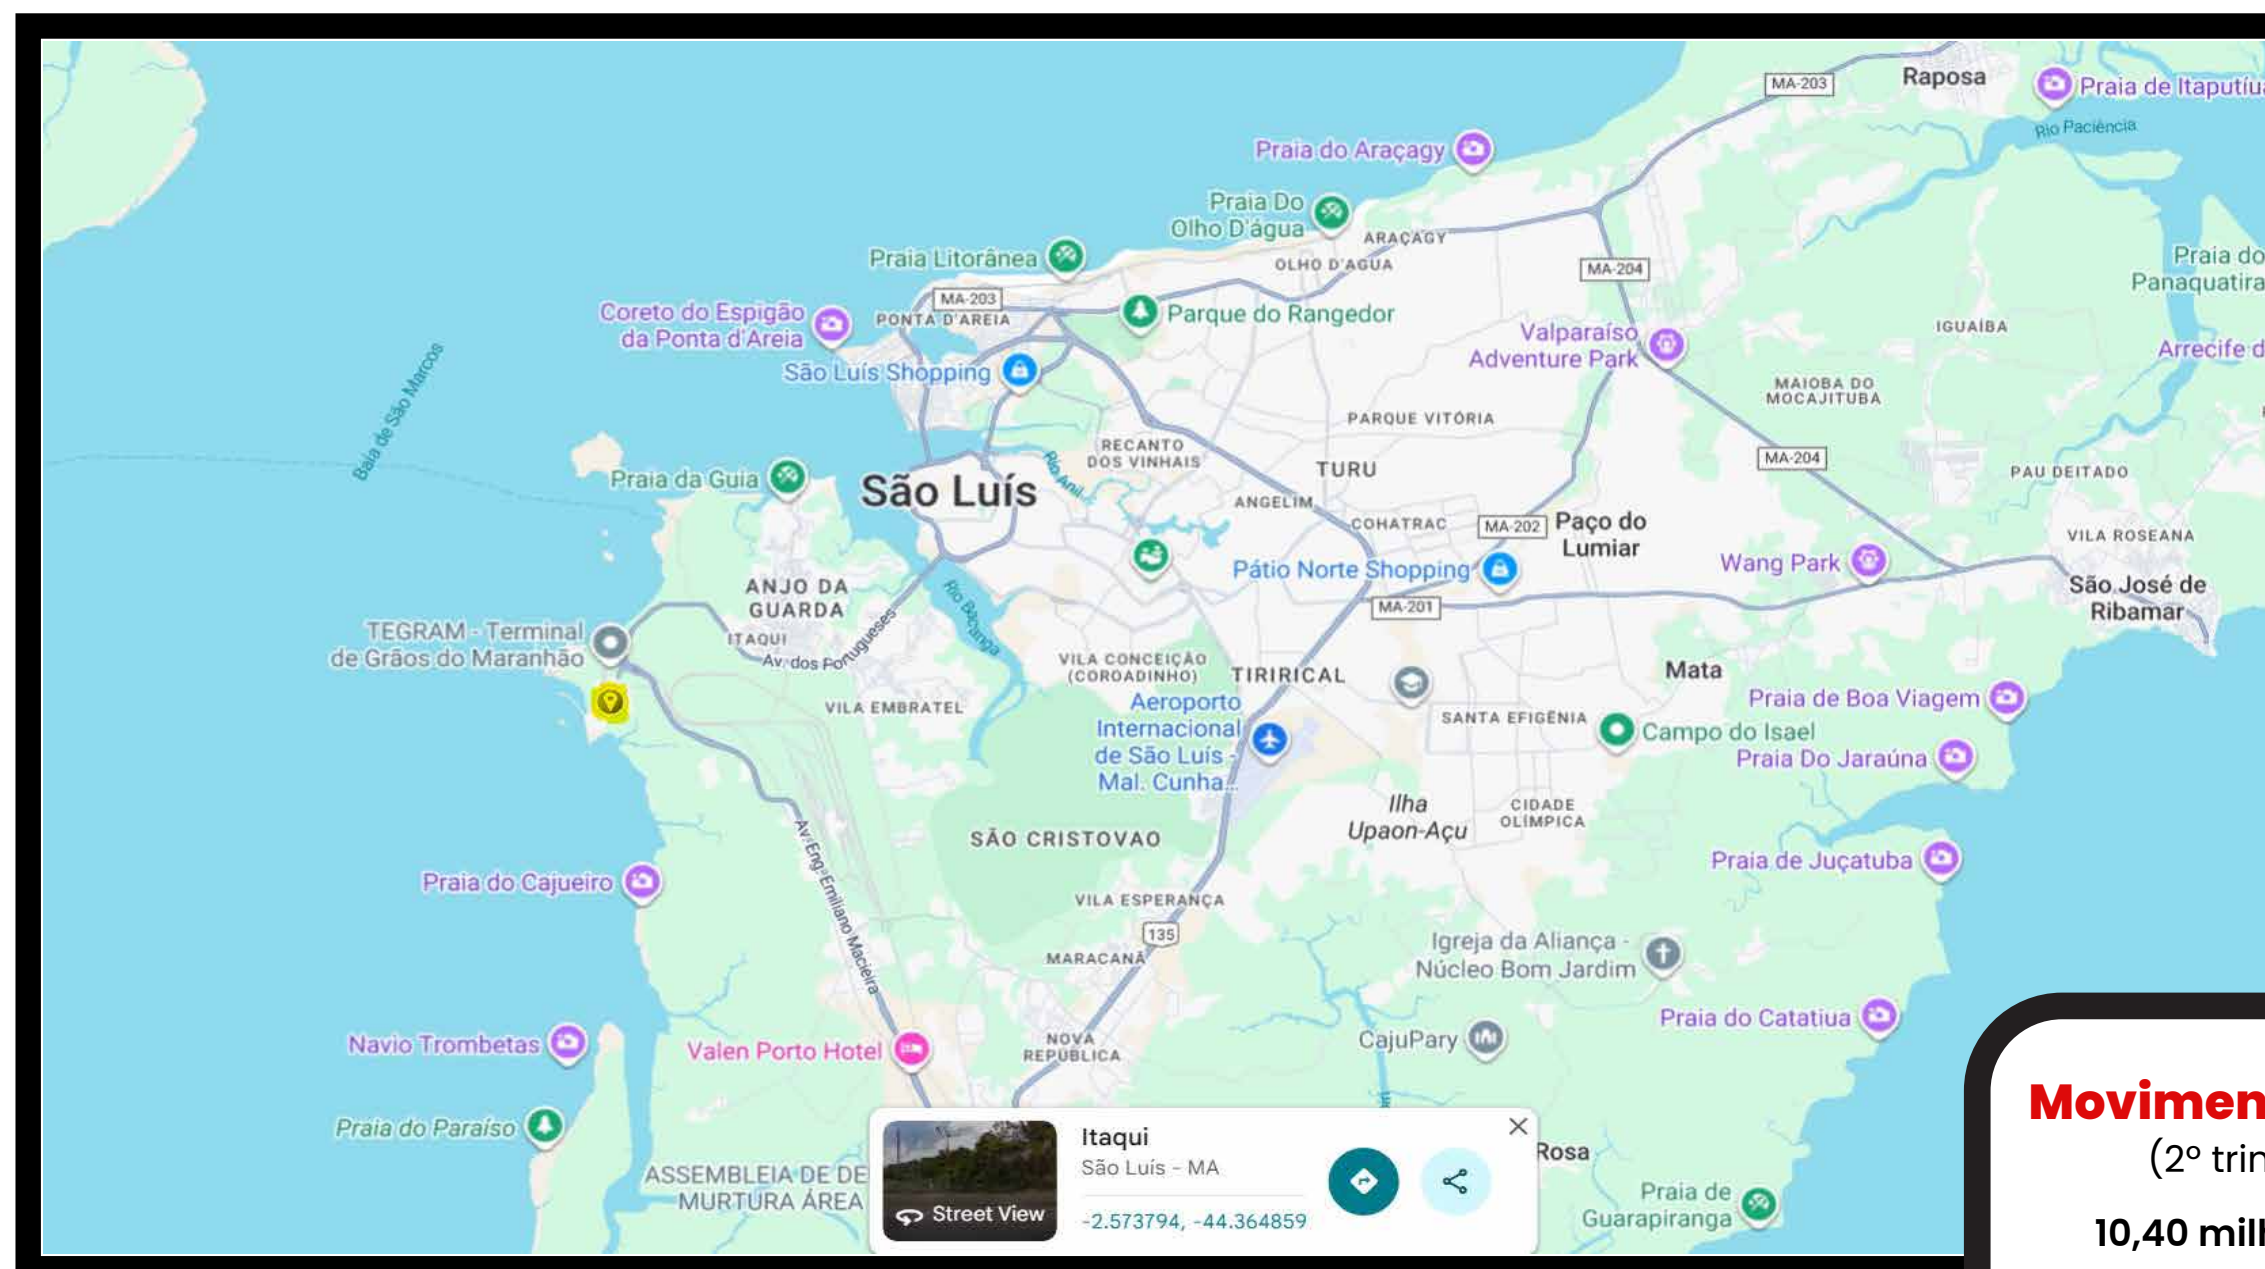 MA-203
Raposa
Praia de Itaputíua
Rio Paciência
Praia do Araçagy
Praia Do
Olho D'água
ARAÇAGY
OLHO D'AGUA
Praia Litorânea
MA-204
Praia do
Panaquatira
MA-203
PONTA D'AREIA
Coreto do Espigão
da Ponta d'Areia
Parque do Rangedor
IGUAÍBA
Valparaíso
Adventure Park
Arrecife d
São Luís Shopping
Baía de São Marcos
MAIOBA DO
MOCAJITUBA
PARQUE VITÓRIA
RECANTO
DOS VINHAIS
TURU
MA-204
PAU DEITADO
Praia da Guia
São Luís
Rio Anil
ANGELIM
COHATRAC
MA-202
Paço do
Lumiar
VILA ROSEANA
Pátio Norte Shopping
Wang Park
São José de
Ribamar
ANJO DA
GUARDA
Rio Bacanga
MA-201
TEGRAM - Terminal
de Grãos do Maranhão
ITAQUI
Av. dos Portugueses
VILA CONCEIÇÃO
(COROADINHO)
TIRIRICAL
Mata
Praia de Boa Viagem
VILA EMBRATEL
Aeroporto
Internacional
de São Luís -
Mal. Cunha...
SANTA EFIGÊNIA
Campo do Isael
Praia Do Jaraúna
Ilha
Upaon-Açu
CIDADE
OLÍMPICA
SÃO CRISTOVAO
Av. Eng. Emiliano Macieira
Praia de Juçatuba
Praia do Cajueiro
VILA ESPERANÇA
135
MARACANÃ
Igreja da Aliança -
Núcleo Bom Jardim
Praia do Catatiua
Navio Trombetas
Valen Porto Hotel
NOVA
REPÚBLICA
CajuPary
Praia do Paraíso
ASSEMBLEIA DE DE
MURTURA ÁREA
Street View
Itaqui
São Luís - MA
-2.573794, -44.364859
Rosa
Praia de
Guarapiranga
Movimen
(2º trin
10,40 mill